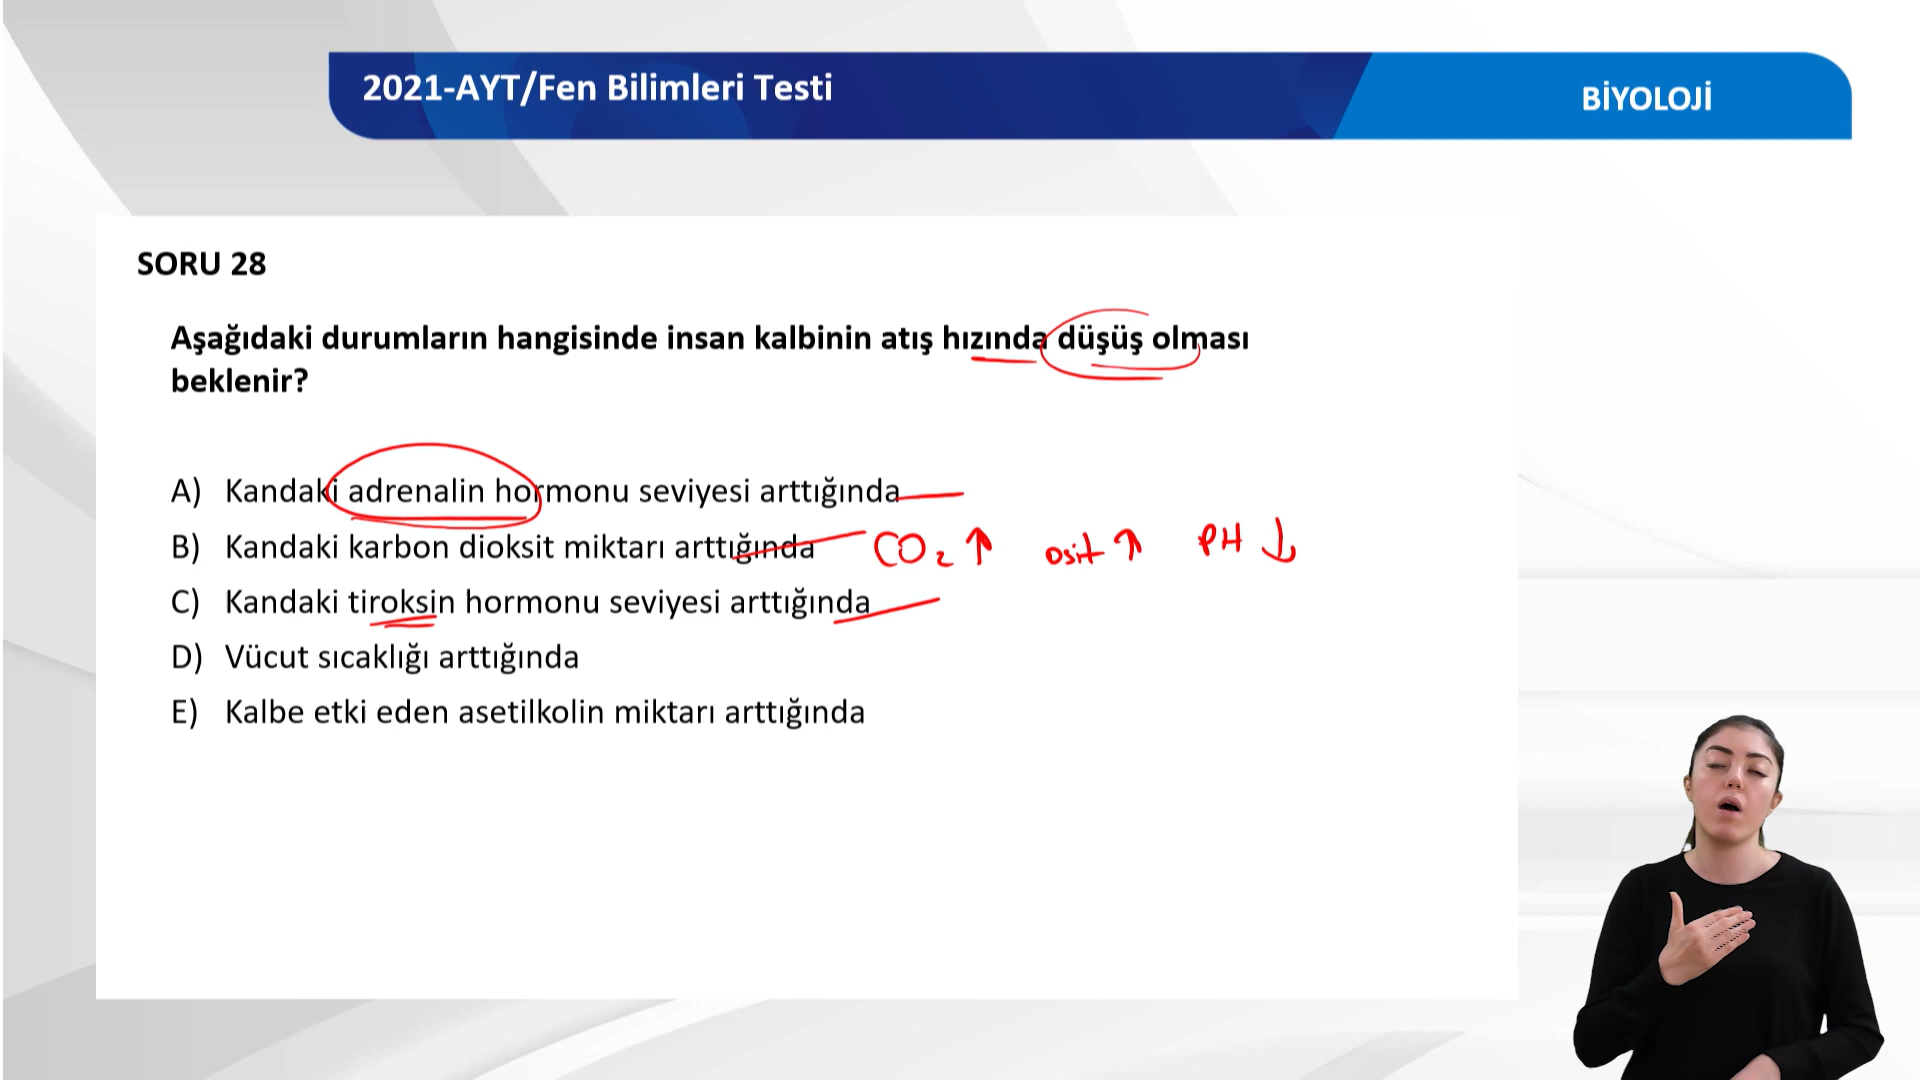 2021-AYT/Fen Bilimleri Testi
BİYOLOJİ
SORU 28
Aşağıdaki durumların hangisinde insan kalbinin atış hızında düşüş olması
beklenir?
A) Kandaki adrenalin hormonu seviyesi arttığında
B) Kandaki karbon dioksit miktarı arttığında CO₂ ↑ asit ↑ PH ↓
C) Kandaki tiroksin hormonu seviyesi arttığında
D) Vücut sıcaklığı arttığında
E) Kalbe etki eden asetilkolin miktarı arttığında